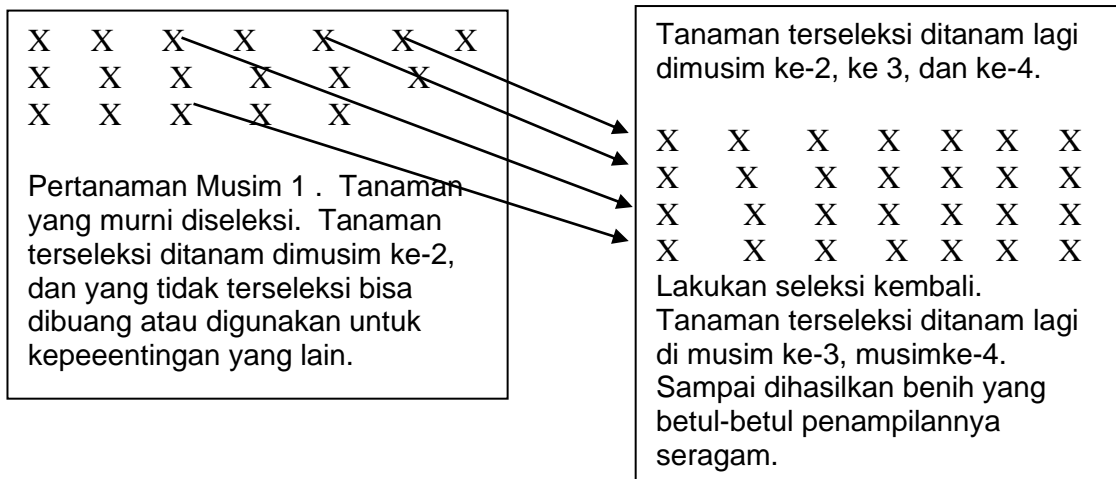 X X X X X X X
X X X X X X
X X X X X
Pertanaman Musim 1 . Tanaman
yang murni diseleksi. Tanaman
terseleksi ditanam dimusim ke-2,
dan yang tidak terseleksi bisa
dibuang atau digunakan untuk
kepeeentingan yang lain.
Tanaman terseleksi ditanam lagi
dimusim ke-2, ke 3, dan ke-4.
X X X X X X X
X X X X X X X
X X X X X X X
X X X X X X X
Lakukan seleksi kembali.
Tanaman terseleksi ditanam lagi
di musim ke-3, musimke-4.
Sampai dihasilkan benih yang
betul-betul penampilannya
seragam.